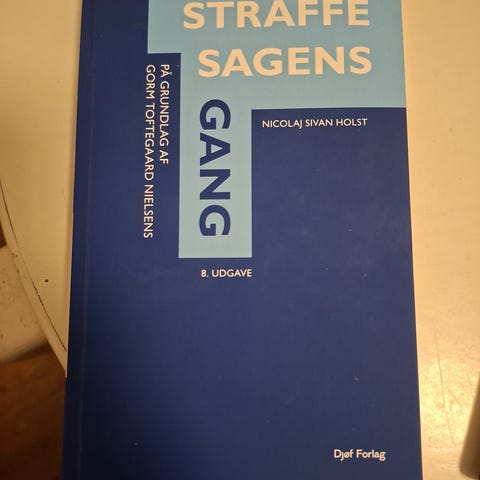 STRAFFE
SAGENS
GANG
PÅ GRUNDLAG AF
GORM TOFTEGAARD NIELSENS
NICOLAJ SIVAN HOLST
8. UDGAVE
Djøf Forlag